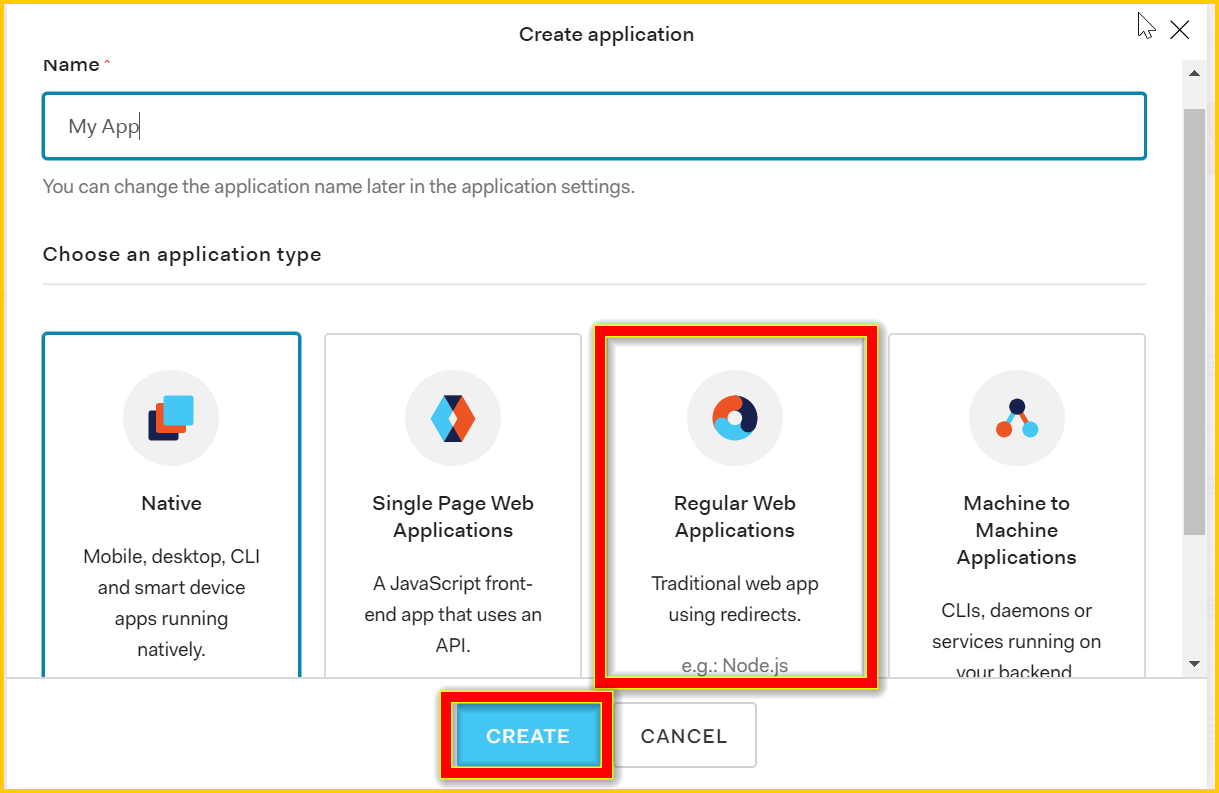 Create application
Name *
My App
You can change the application name later in the application settings.
Choose an application type
Native
Mobile, desktop, CLI
and smart device
apps running
natively.
Single Page Web
Applications
A JavaScript front-
end app that uses an
API.
Regular Web
Applications
Traditional web app
using redirects.
e.g.: Node.js
Machine to
Machine
Applications
CLIs, daemons or
services running on
your backend
CREATE
CANCEL